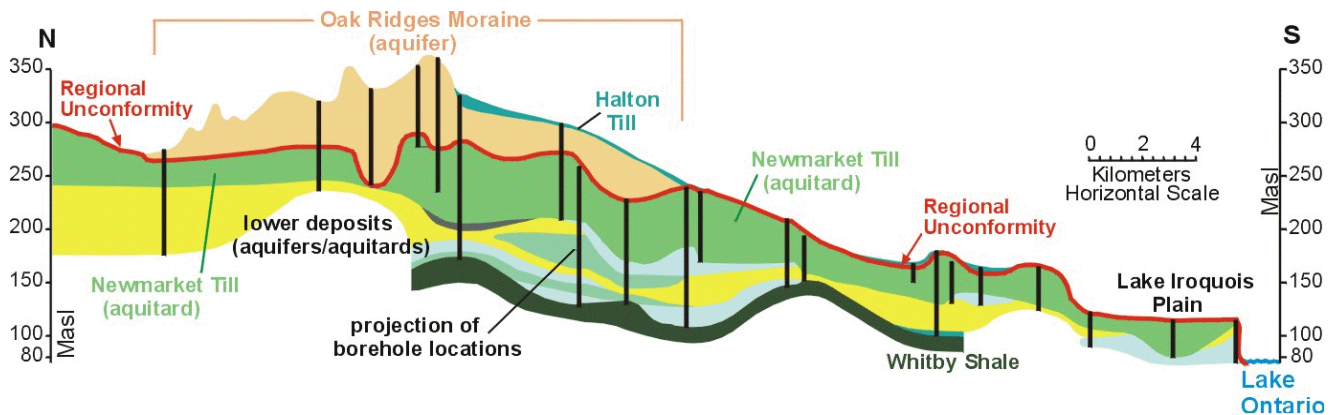 Oak Ridges Moraine
(aquifer)
N
S
350
300
250
200
150
100
80
Masl
Regional
Unconformity
Halton
Till
Newmarket Till
(aquitard)
0 2 4
Kilometers
Horizontal Scale
350
300
250
200
150
100
80
Masl
lower deposits
(aquifers/aquitards)
Regional
Unconformity
Newmarket Till
(aquitard)
Lake Iroquois
Plain
projection of
borehole locations
Whitby Shale
Lake
Ontario